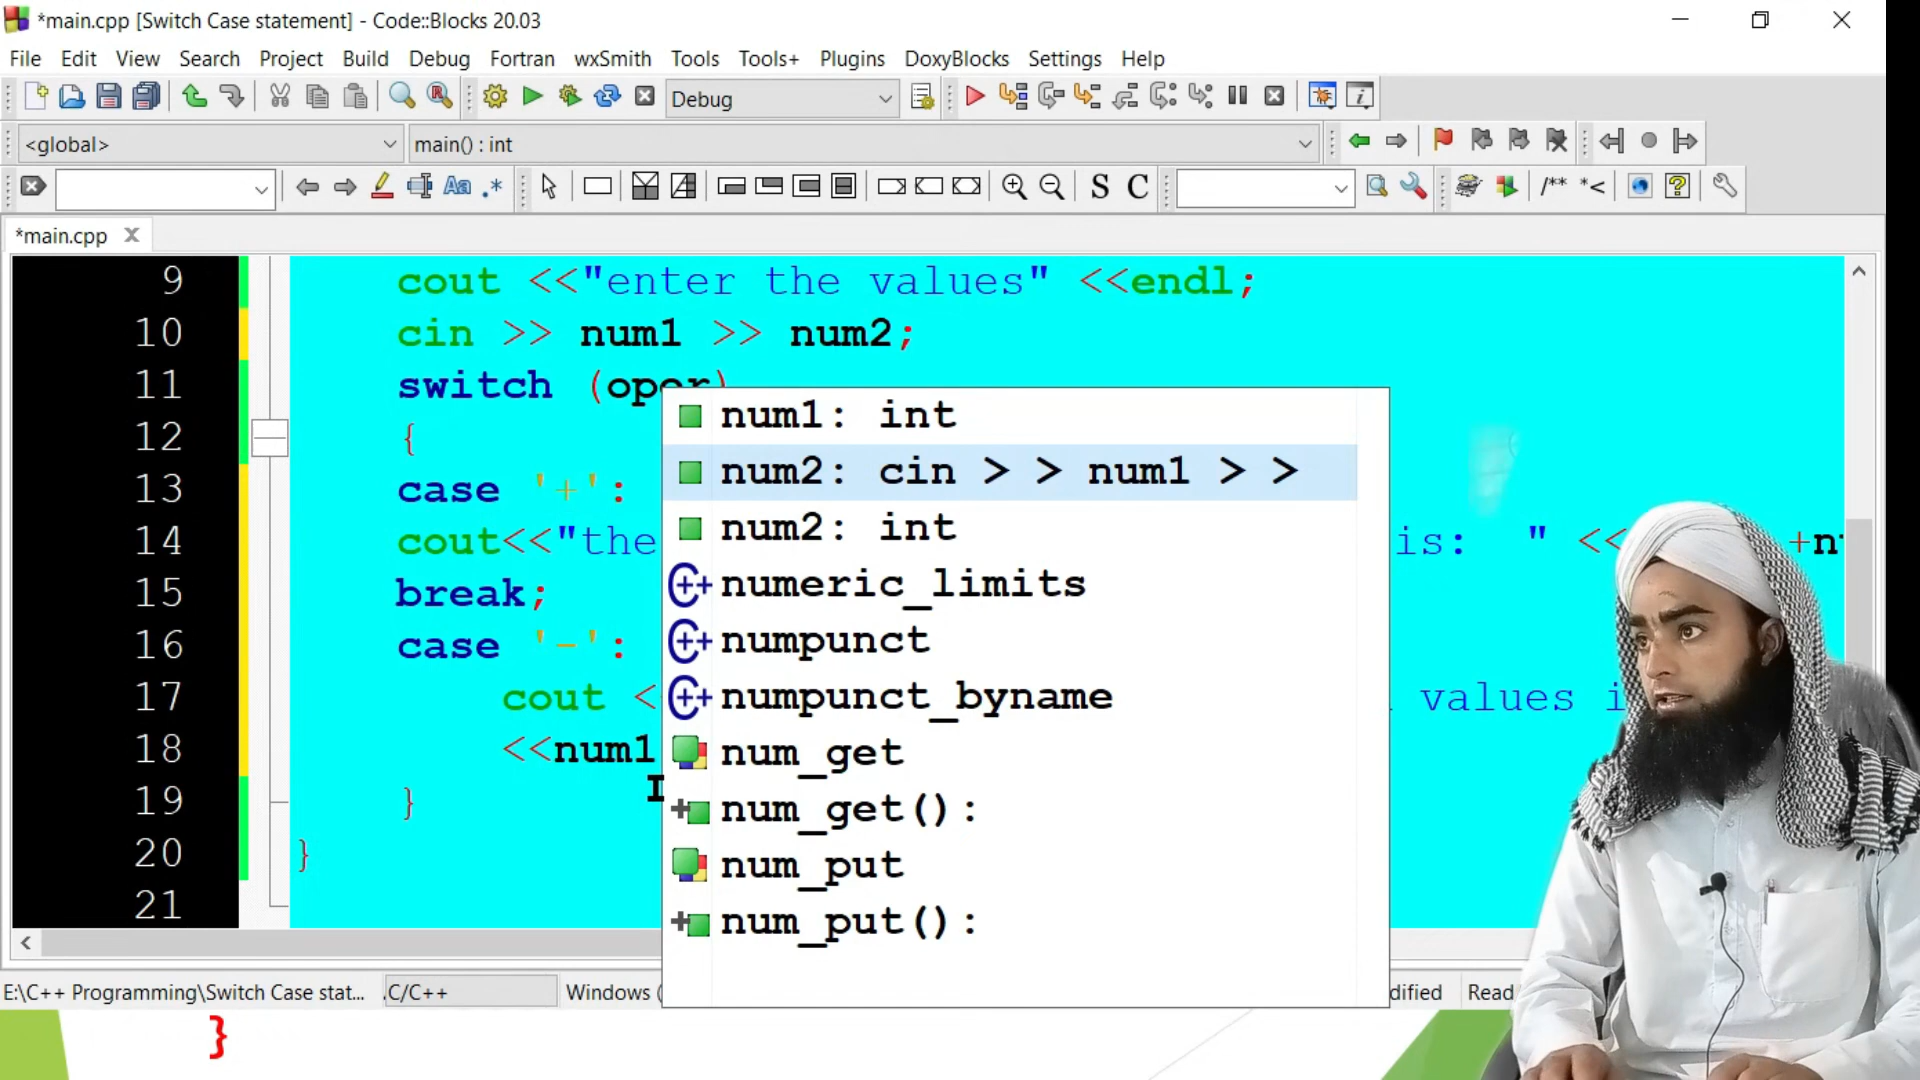 *main.cpp [Switch Case statement] - Code::Blocks 20.03
File Edit View Search Project Build Debug Fortran wxSmith Tools Tools+ Plugins DoxyBlocks Settings Help
Debug
<global> main() : int
S C /** *<
*main.cpp
9 cout <<"enter the values" <<endl;
10 cin >> num1 >> num2;
11 switch (oper)
12 {
13 case '+':
14 cout<<"the is: " << +n
15 break;
16 case '-':
17 cout < values i
18 <<num1
19 }
20 }
21
num1: int
num2: cin > > num1 > >
num2: int
numeric_limits
numpunct
numpunct_byname
num_get
num_get():
num_put
num_put():
E:\C++ Programming\Switch Case stat... C/C++ Windows ( dified Read
}